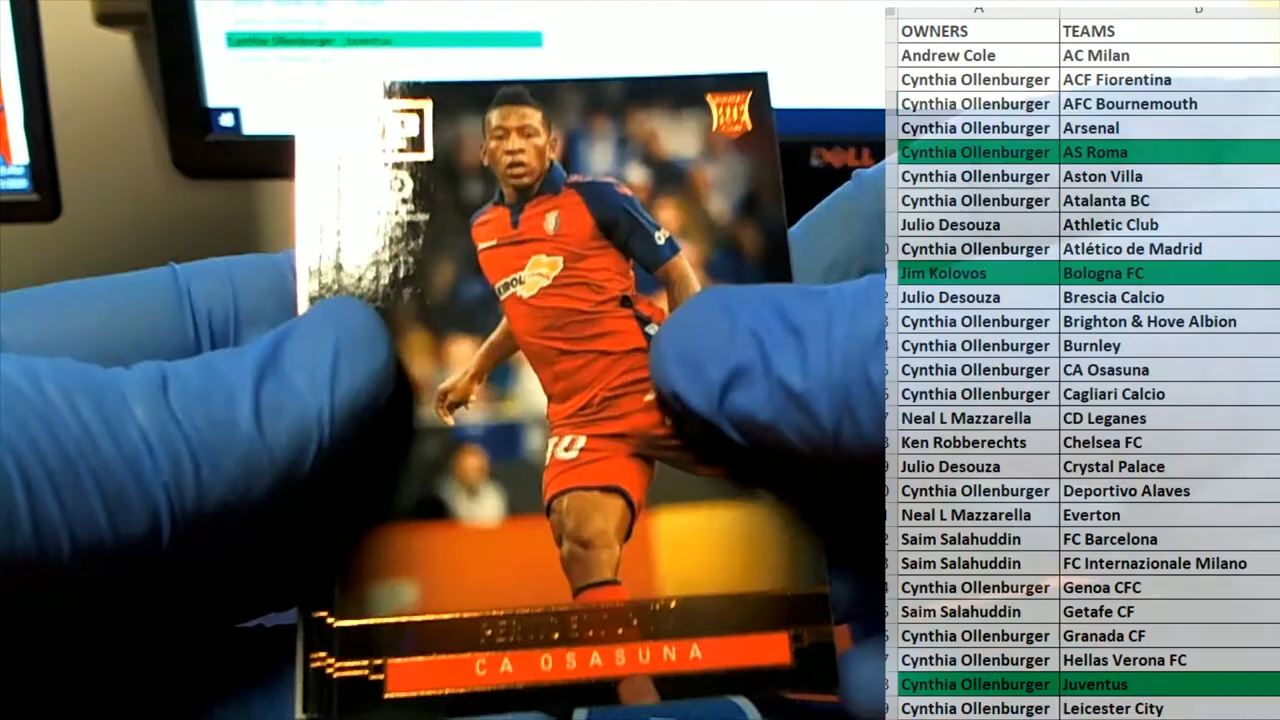 Cynthia Ollenburger Juventus
DELL
10
CA OSASUNA
A B
OWNERS TEAMS
Andrew Cole AC Milan
Cynthia Ollenburger ACF Fiorentina
Cynthia Ollenburger AFC Bournemouth
Cynthia Ollenburger Arsenal
Cynthia Ollenburger AS Roma
Cynthia Ollenburger Aston Villa
Cynthia Ollenburger Atalanta BC
Julio Desouza Athletic Club
Cynthia Ollenburger Atlético de Madrid
Jim Kolovos Bologna FC
Julio Desouza Brescia Calcio
Cynthia Ollenburger Brighton & Hove Albion
Cynthia Ollenburger Burnley
Cynthia Ollenburger CA Osasuna
Cynthia Ollenburger Cagliari Calcio
Neal L Mazzarella CD Leganes
Ken Robberechts Chelsea FC
Julio Desouza Crystal Palace
Cynthia Ollenburger Deportivo Alaves
Neal L Mazzarella Everton
Saim Salahuddin FC Barcelona
Saim Salahuddin FC Internazionale Milano
Cynthia Ollenburger Genoa CFC
Saim Salahuddin Getafe CF
Cynthia Ollenburger Granada CF
Cynthia Ollenburger Hellas Verona FC
Cynthia Ollenburger Juventus
Cynthia Ollenburger Leicester City